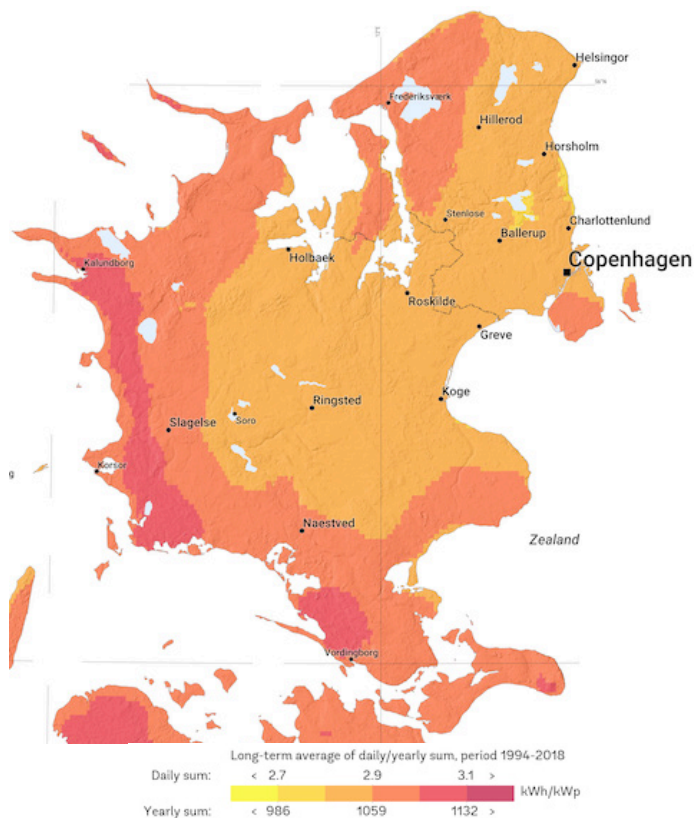 Helsingor
Frederiksværk
Hillerod
Horsholm
Stenlose
Charlottenlund
Ballerup
Holbaek
Copenhagen
Kalundborg
Roskilde
Greve
Koge
Ringsted
Soro
Slagelse
Korsor
g
Naestved
Zealand
Vordingborg
Long-term average of daily/yearly sum, period 1994-2018
Daily sum: < 2.7 2.9 3.1 >
kWh/kWp
Yearly sum: < 986 1059 1132 >